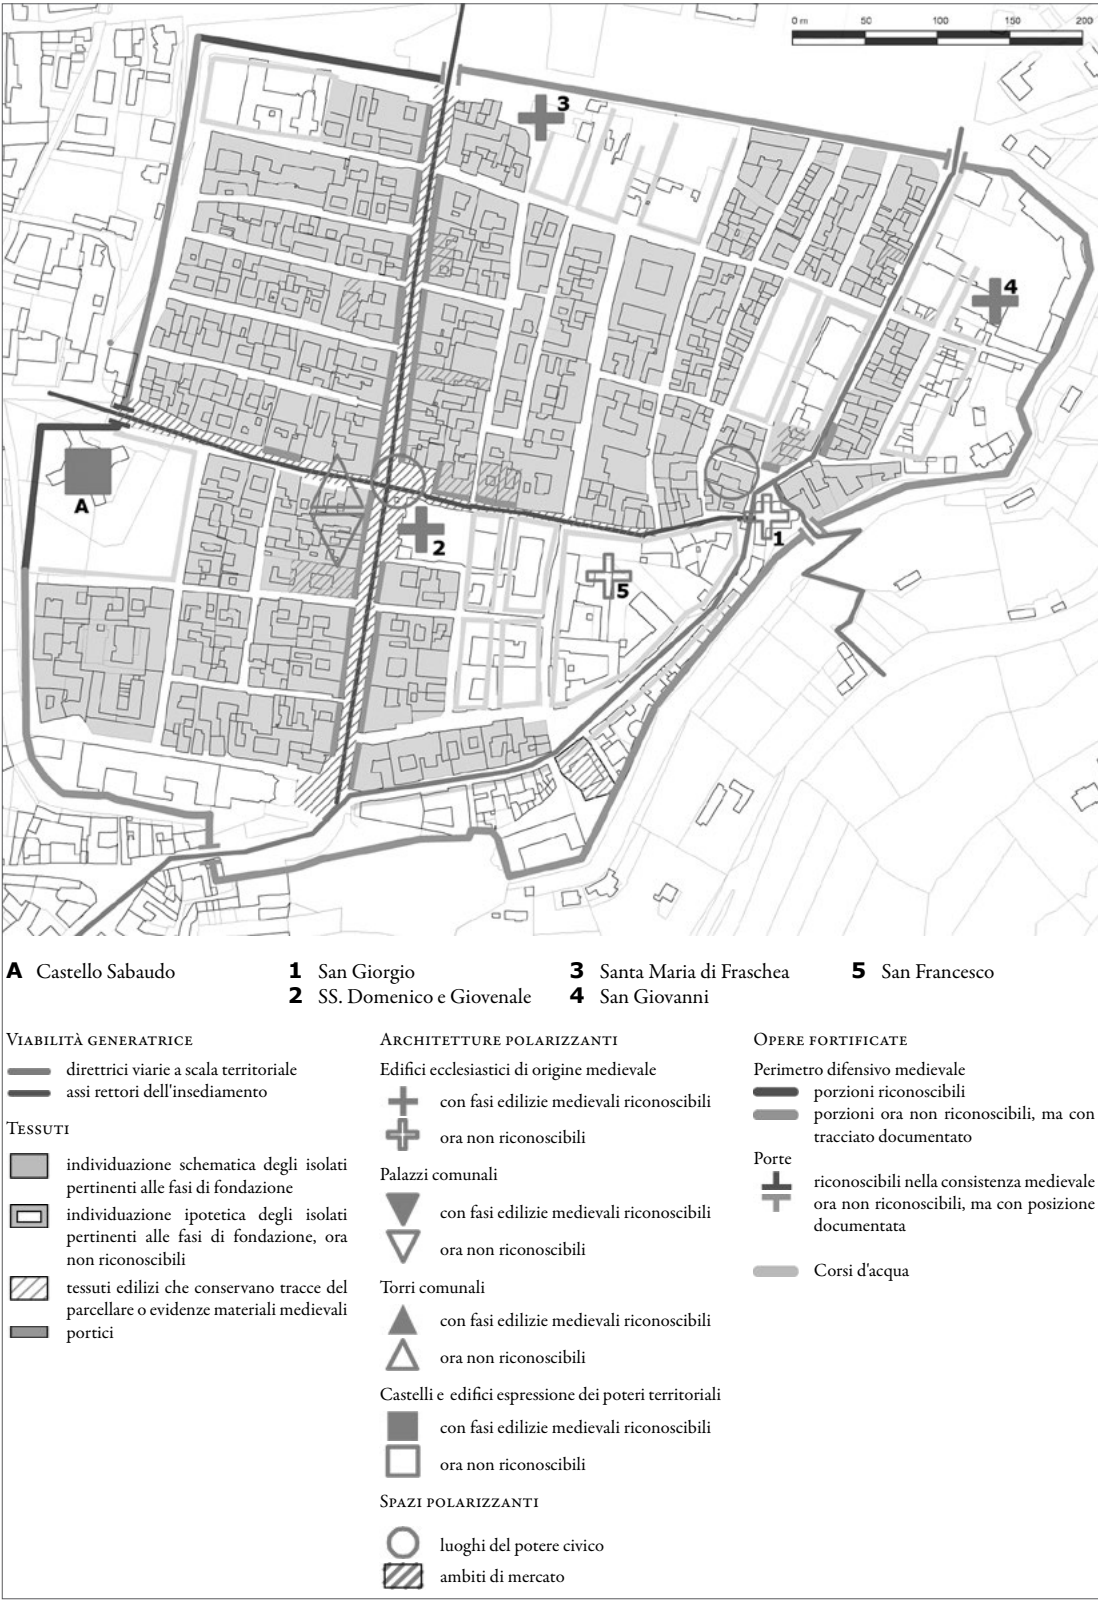 0 m 50 100 150 200
3
4
A
2
1
5
A Castello Sabaudo
1 San Giorgio
2 SS. Domenico e Giovenale
3 Santa Maria di Fraschea
4 San Giovanni
5 San Francesco
VIABILITÀ GENERATRICE
direttrici viarie a scala territoriale
assi rettori dell'insediamento
TESSUTI
individuazione schematica degli isolati
pertinenti alle fasi di fondazione
individuazione ipotetica degli isolati
pertinenti alle fasi di fondazione, ora
non riconoscibili
tessuti edilizi che conservano tracce del
parcellare o evidenze materiali medievali
portici
ARCHITETTURE POLARIZZANTI
Edifici ecclesiastici di origine medievale
con fasi edilizie medievali riconoscibili
ora non riconoscibili
Palazzi comunali
con fasi edilizie medievali riconoscibili
ora non riconoscibili
Torri comunali
con fasi edilizie medievali riconoscibili
ora non riconoscibili
Castelli e edifici espressione dei poteri territoriali
con fasi edilizie medievali riconoscibili
ora non riconoscibili
SPAZI POLARIZZANTI
luoghi del potere civico
ambiti di mercato
OPERE FORTIFICATE
Perimetro difensivo medievale
porzioni riconoscibili
porzioni ora non riconoscibili, ma con
tracciato documentato
Porte
riconoscibili nella consistenza medievale
ora non riconoscibili, ma con posizione
documentata
Corsi d'acqua